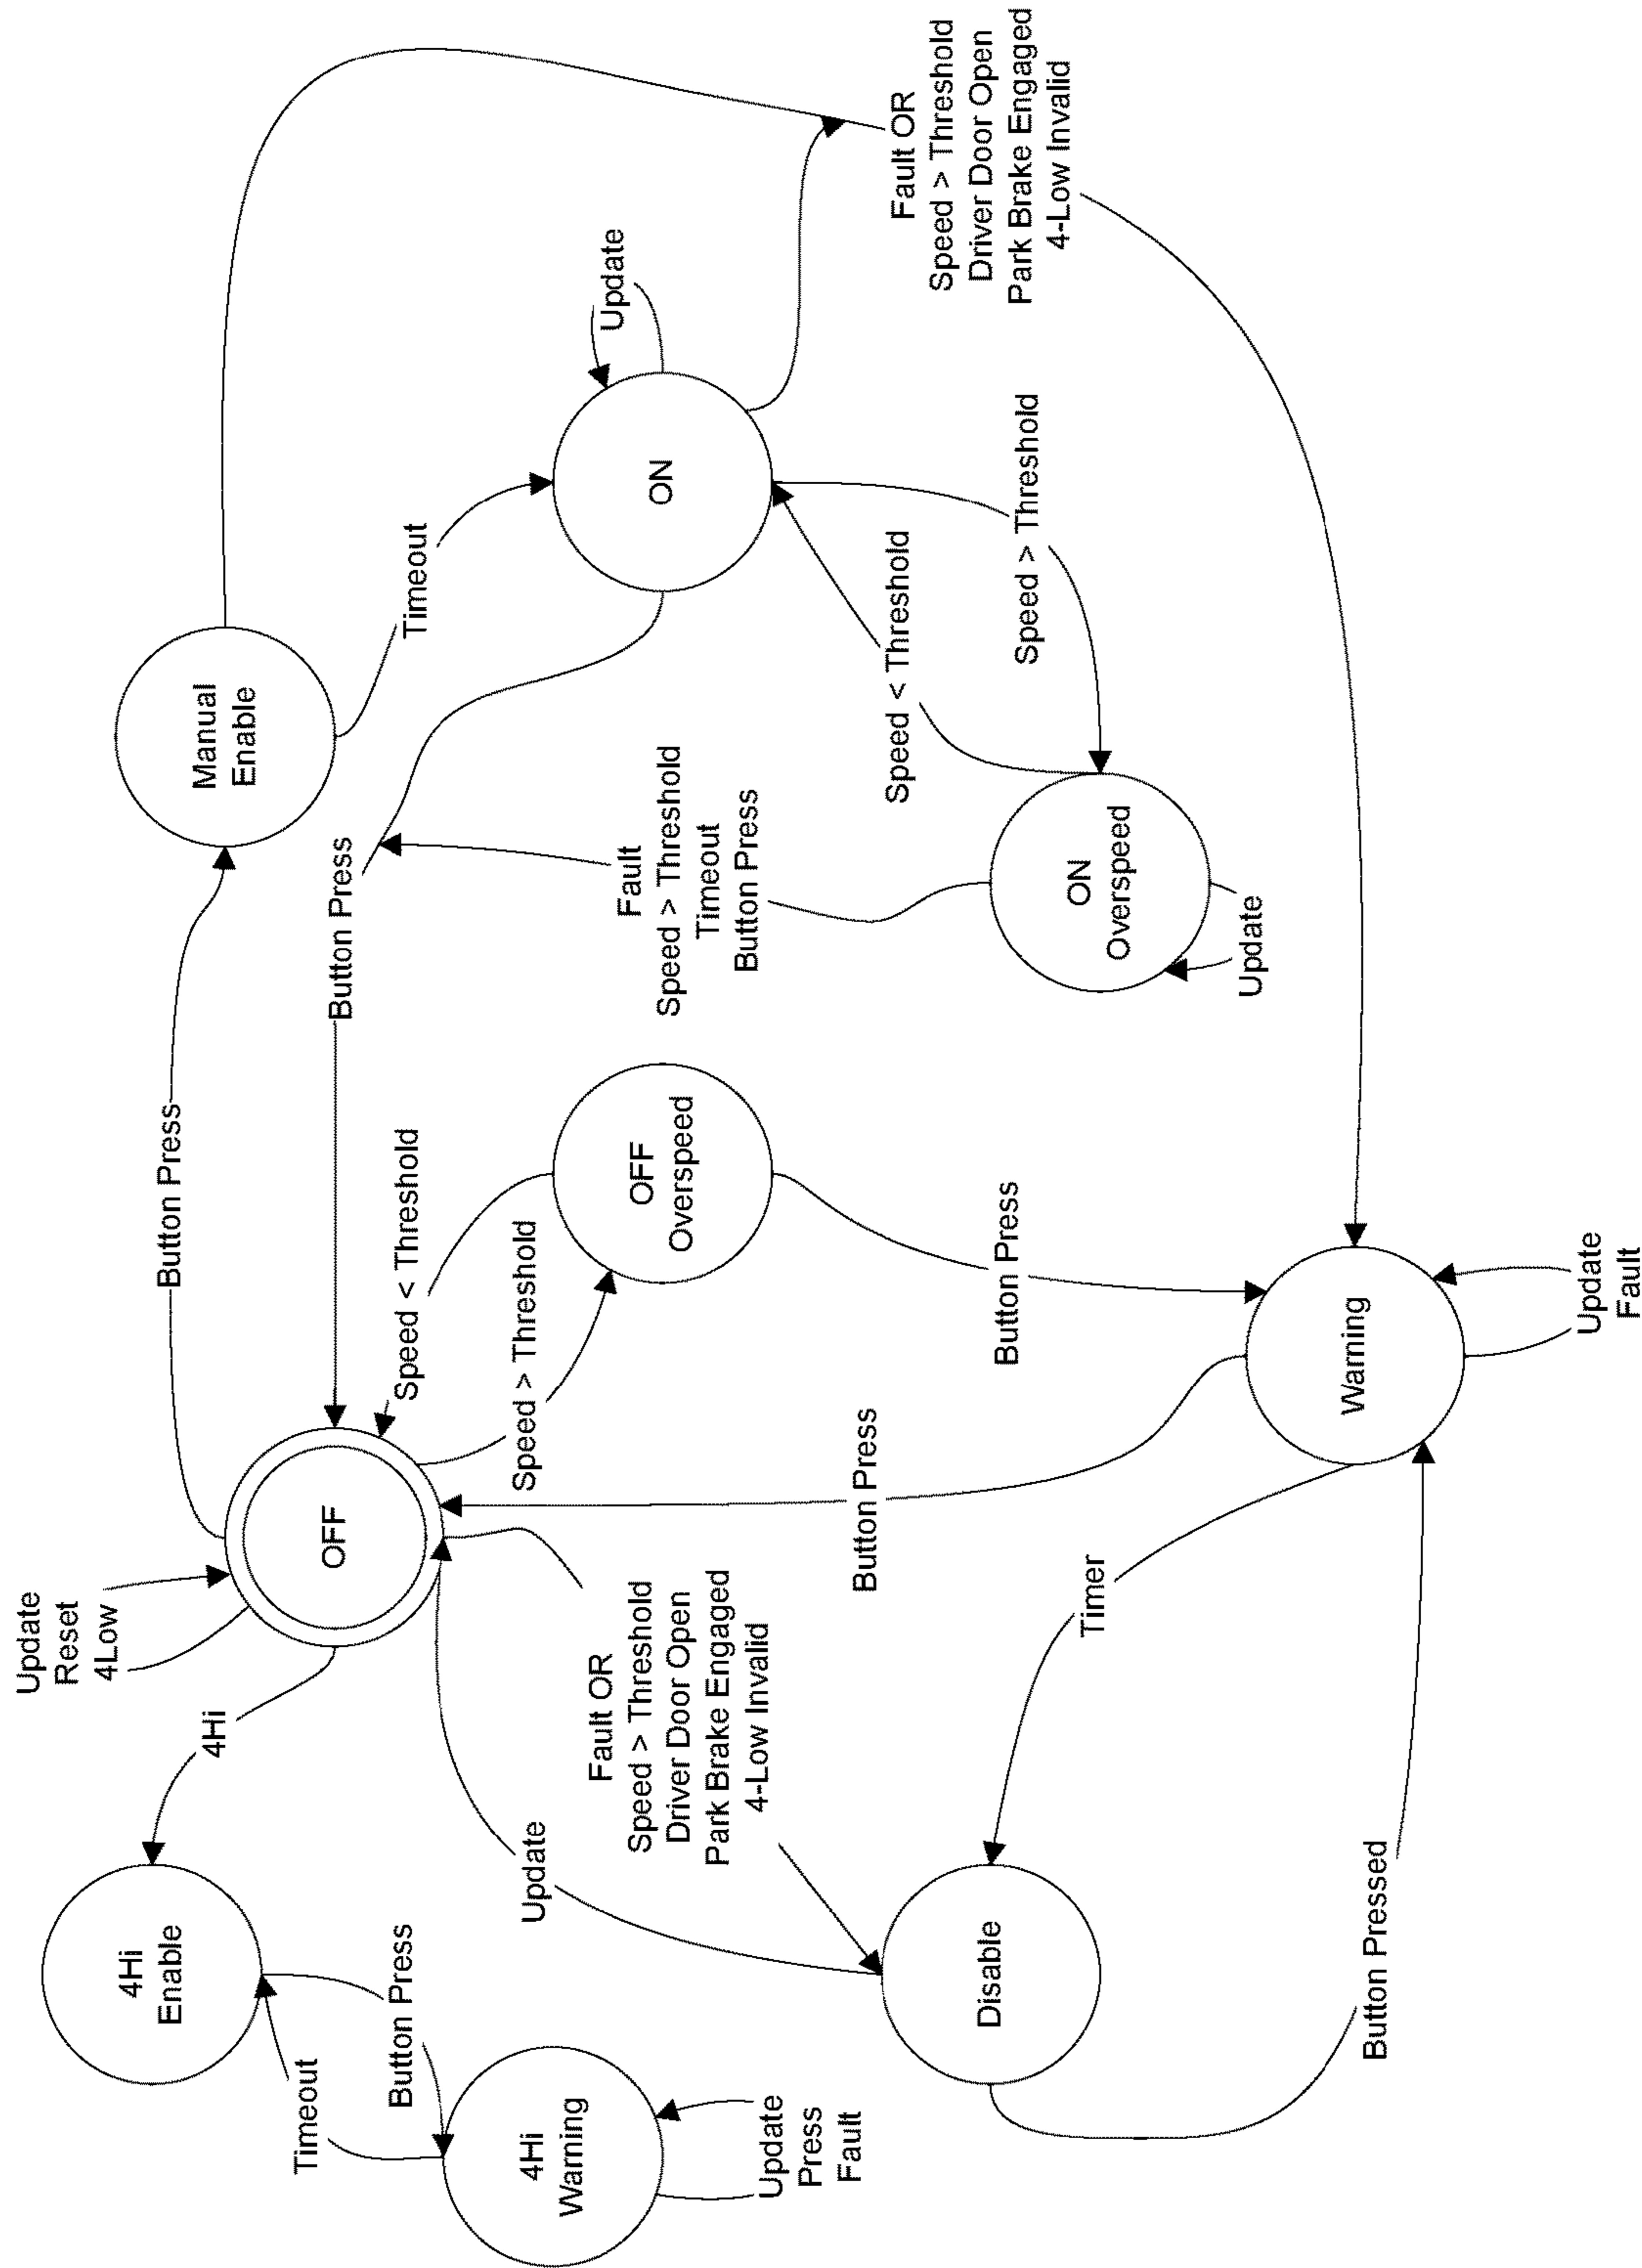 4Hi
Enable
Timeout
Button Press
4Hi
Warning
Update
Press
Fault
4Hi
Update
Reset
4Low
OFF
Update
Fault OR
Speed > Threshold
Driver Door Open
Park Brake Engaged
4-Low Invalid
Disable
Button Pressed
Timer
Button Press
Speed > Threshold
Speed < Threshold
OFF
Overspeed
Button Press
Warning
Update
Fault
Button Press
Button Press
Manual
Enable
Timeout
Fault
Speed > Threshold
Timeout
Button Press
ON
Overspeed
Update
Speed < Threshold
Speed > Threshold
ON
Update
Fault OR
Speed > Threshold
Driver Door Open
Park Brake Engaged
4-Low Invalid